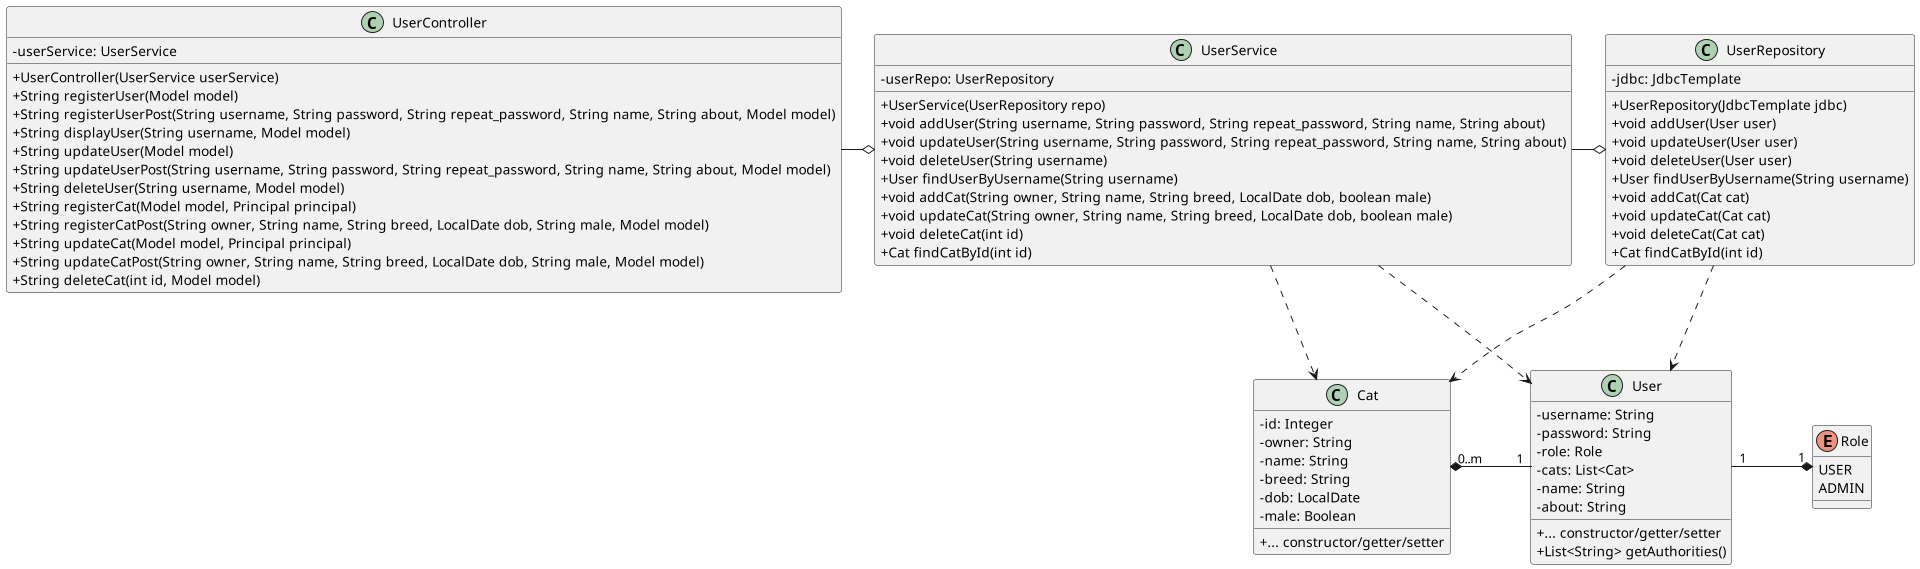 C UserController
-userService: UserService
+UserController(UserService userService)
+String registerUser(Model model)
+String registerUserPost(String username, String password, String repeat_password, String name, String about, Model model)
+String displayUser(String username, Model model)
+String updateUser(Model model)
+String updateUserPost(String username, String password, String repeat_password, String name, String about, Model model)
+String deleteUser(String username, Model model)
+String registerCat(Model model, Principal principal)
+String registerCatPost(String owner, String name, String breed, LocalDate dob, String male, Model model)
+String updateCat(Model model, Principal principal)
+String updateCatPost(String owner, String name, String breed, LocalDate dob, String male, Model model)
+String deleteCat(int id, Model model)
C UserService
-userRepo: UserRepository
+UserService(UserRepository repo)
+void addUser(String username, String password, String repeat_password, String name, String about)
+void updateUser(String username, String password, String repeat_password, String name, String about)
+void deleteUser(String username)
+User findUserByUsername(String username)
+void addCat(String owner, String name, String breed, LocalDate dob, boolean male)
+void updateCat(String owner, String name, String breed, LocalDate dob, boolean male)
+void deleteCat(int id)
+Cat findCatById(int id)
C UserRepository
-jdbc: JdbcTemplate
+UserRepository(JdbcTemplate jdbc)
+void addUser(User user)
+void updateUser(User user)
+void deleteUser(User user)
+User findUserByUsername(String username)
+void addCat(Cat cat)
+void updateCat(Cat cat)
+void deleteCat(Cat cat)
+Cat findCatById(int id)
C Cat
-id: Integer
-owner: String
-name: String
-breed: String
-dob: LocalDate
-male: Boolean
+... constructor/getter/setter
0..m
1
C User
-username: String
-password: String
-role: Role
-cats: List<Cat>
-name: String
-about: String
+... constructor/getter/setter
+List<String> getAuthorities()
1
1
E Role
USER
ADMIN